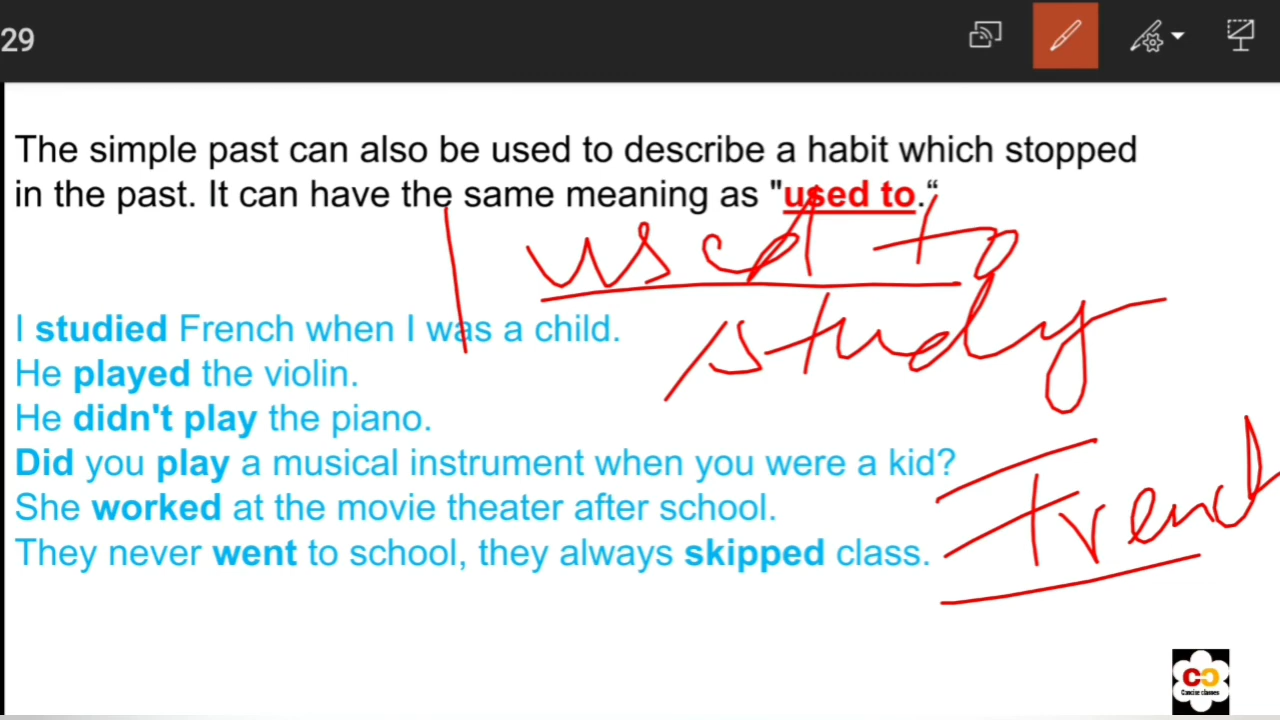 29
The simple past can also be used to describe a habit which stopped
in the past. It can have the same meaning as "used to.“
I used to
study
French
I studied French when I was a child.
He played the violin.
He didn't play the piano.
Did you play a musical instrument when you were a kid?
She worked at the movie theater after school.
They never went to school, they always skipped class.
CC
Concise classes